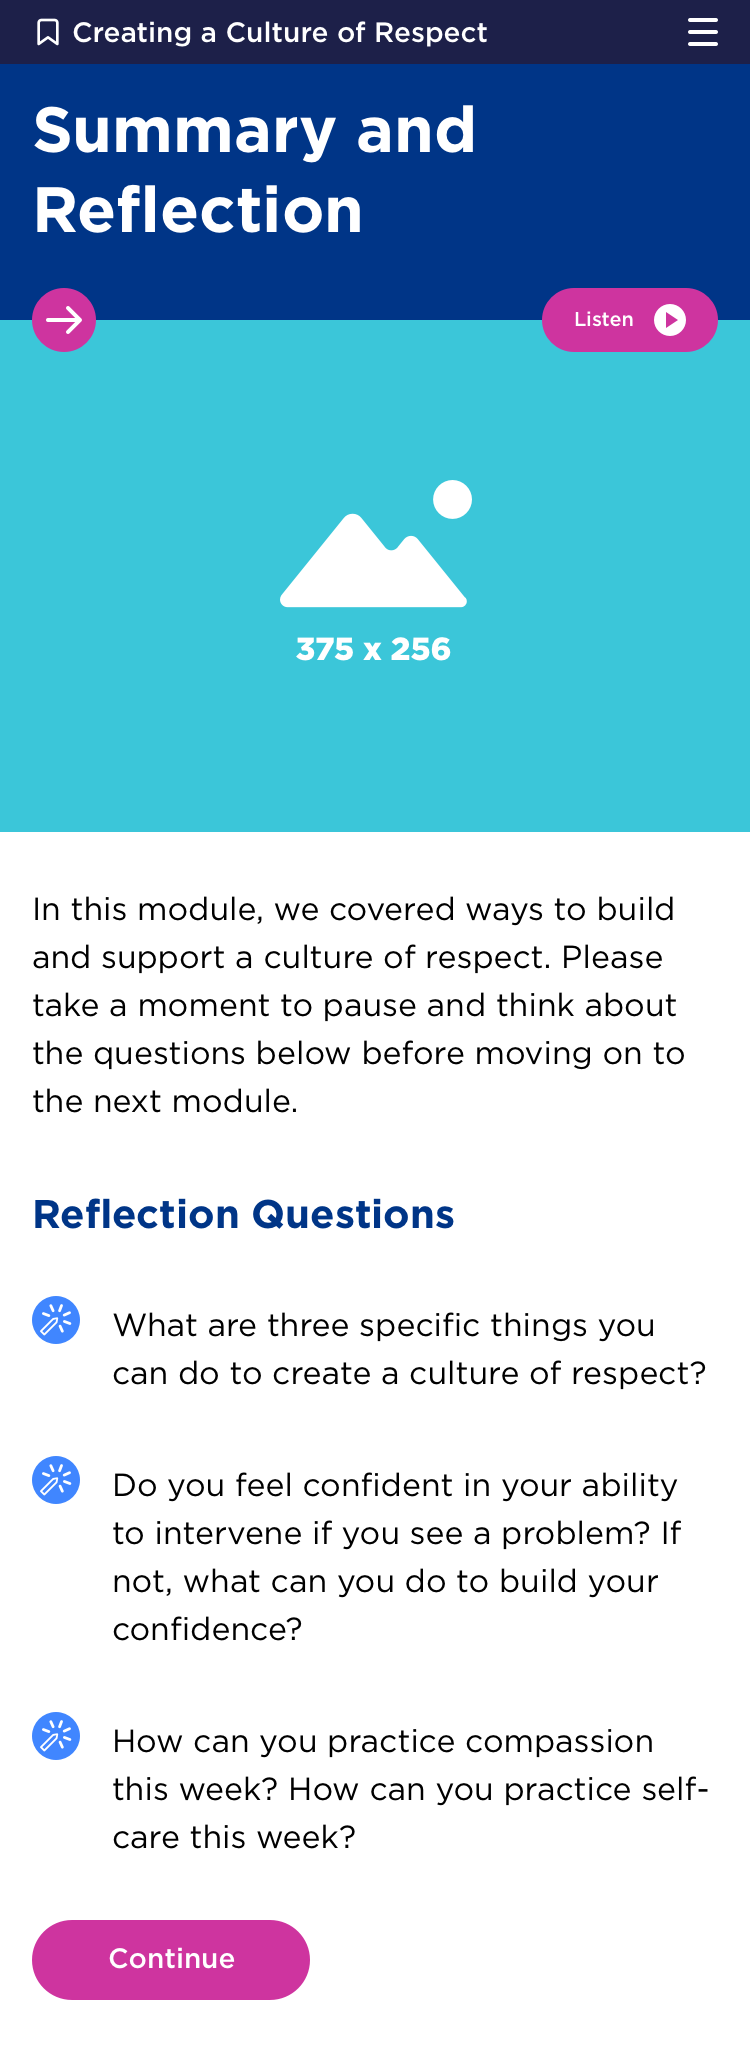 Creating a Culture of Respect
Summary and
Reflection
Listen
375 x 256
In this module, we covered ways to build
and support a culture of respect. Please
take a moment to pause and think about
the questions below before moving on to
the next module.
Reflection Questions
What are three specific things you
can do to create a culture of respect?
Do you feel confident in your ability
to intervene if you see a problem? If
not, what can you do to build your
confidence?
How can you practice compassion
this week? How can you practice self-
care this week?
Continue